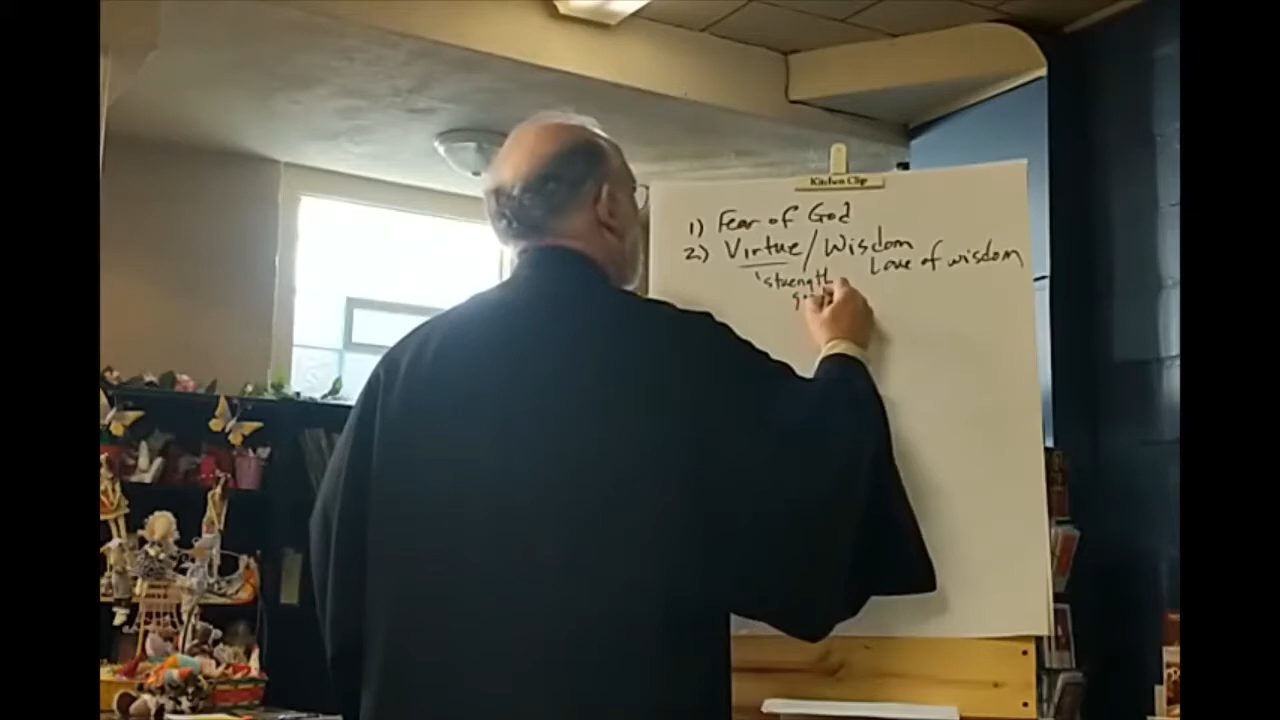 Kitchen Clip
1) Fear of God
2) Virtue / Wisdom
Love of wisdom
strength